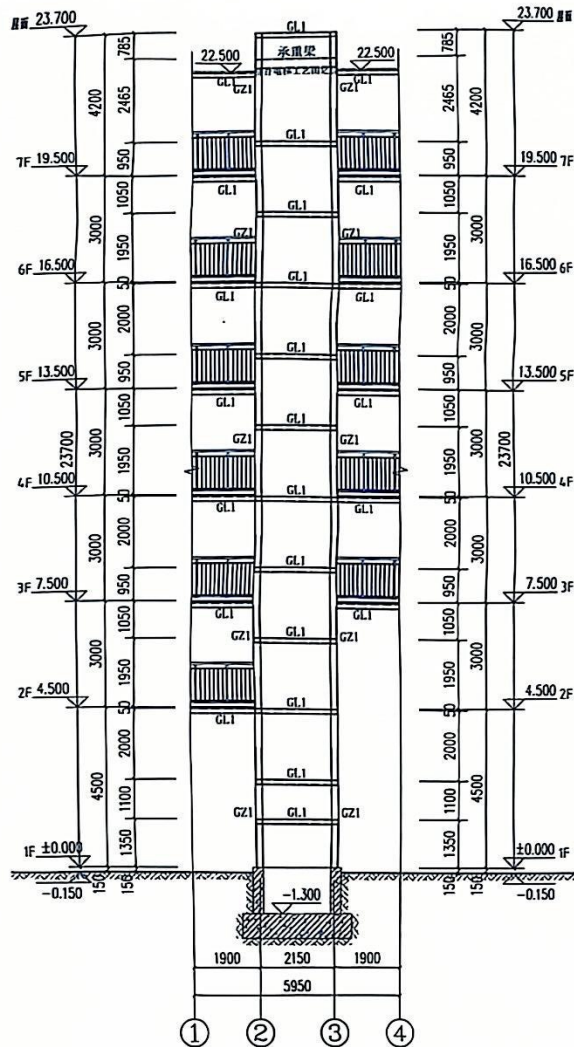 屋面 23.700
23.700 屋面
GL1
785
785
承重梁
22.500
22.500
GL1
GL1
GZ1
GZ1
4200
2465
2465
4200
GL1
950
950
7F 19.500
19.500 7F
GL1
GL1
1050
1050
GL1
3000
3000
GZ1
GZ1
1950
1950
6F 16.500
16.500 6F
50
50
GL1
GL1
GL1
2000
2000
3000
3000
GL1
950
950
5F 13.500
13.500 5F
GL1
GL1
1050
1050
GL1
23700
3000
3000
23700
GZ1
GZ1
1950
1950
4F 10.500
10.500 4F
50
50
GL1
GL1
GL1
2000
2000
3000
3000
GL1
950
950
3F 7.500
7.500 3F
GL1
GL1
1050
1050
GL1
GZ1
3000
3000
1950
1950
2F 4.500
4.500 2F
50
50
GL1
GL1
2000
2000
4500
4500
GL1
1100
1100
GZ1
GL1
GZ1
1350
1350
1F ±0.000
±0.000 1F
-0.150
150
150
150
-0.150
-1.300
1900
2150
1900
5950
① ② ③ ④